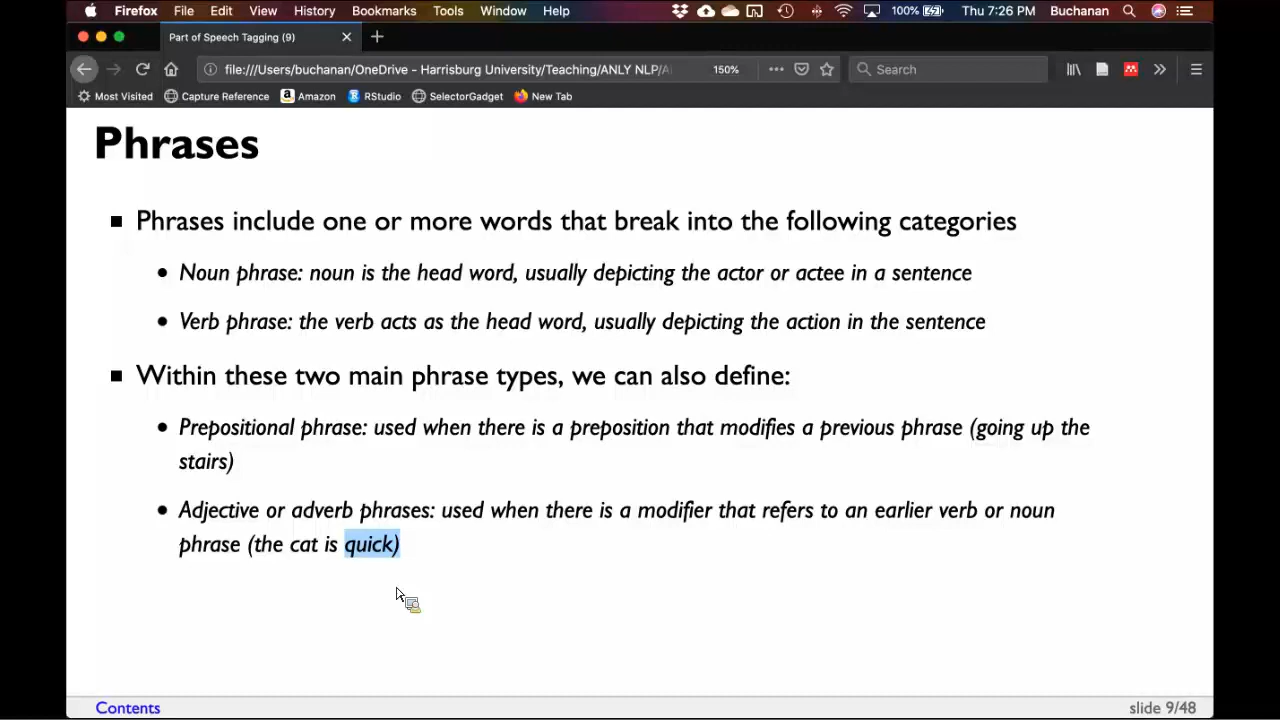 Firefox File Edit View History Bookmarks Tools Window Help 100% Thu 7:26 PM Buchanan
Part of Speech Tagging (9)
file:///Users/buchanan/OneDrive - Harrisburg University/Teaching/ANLY NLP/A 150% Search
Most Visited Capture Reference Amazon RStudio SelectorGadget New Tab
Phrases
Phrases include one or more words that break into the following categories
Noun phrase: noun is the head word, usually depicting the actor or actee in a sentence
Verb phrase: the verb acts as the head word, usually depicting the action in the sentence
Within these two main phrase types, we can also define:
Prepositional phrase: used when there is a preposition that modifies a previous phrase (going up the
stairs)
Adjective or adverb phrases: used when there is a modifier that refers to an earlier verb or noun
phrase (the cat is quick)
Contents slide 9/48